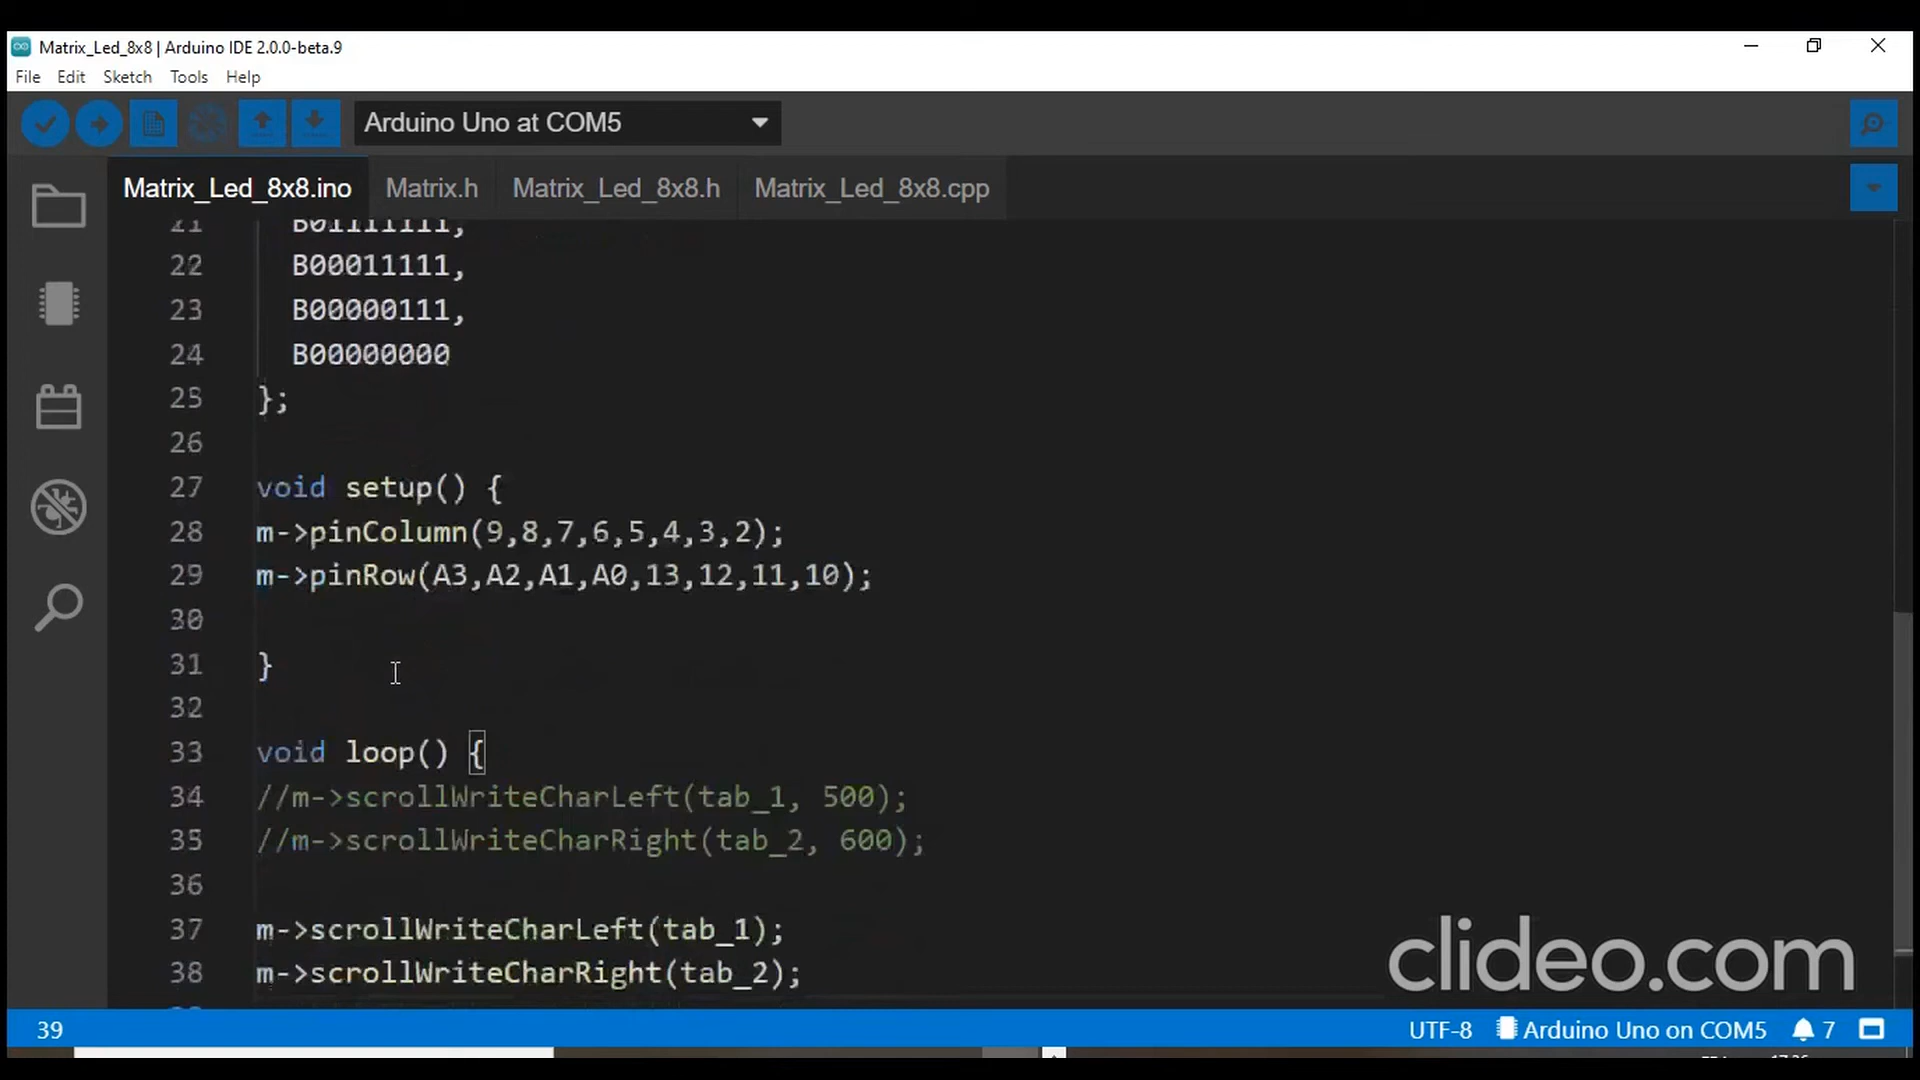 Matrix_Led_8x8 | Arduino IDE 2.0.0-beta.9
File Edit Sketch Tools Help
Arduino Uno at COM5
Matrix_Led_8x8.ino Matrix.h Matrix_Led_8x8.h Matrix_Led_8x8.cpp
21 B01111111,
22 B00011111,
23 B00000111,
24 B00000000
25 };
26
27 void setup() {
28 m->pinColumn(9,8,7,6,5,4,3,2);
29 m->pinRow(A3,A2,A1,A0,13,12,11,10);
30
31 }
32
33 void loop() {
34 //m->scrollWriteCharLeft(tab_1, 500);
35 //m->scrollWriteCharRight(tab_2, 600);
36
37 m->scrollWriteCharLeft(tab_1);
38 m->scrollWriteCharRight(tab_2);
clideo.com
39 UTF-8 Arduino Uno on COM5 7